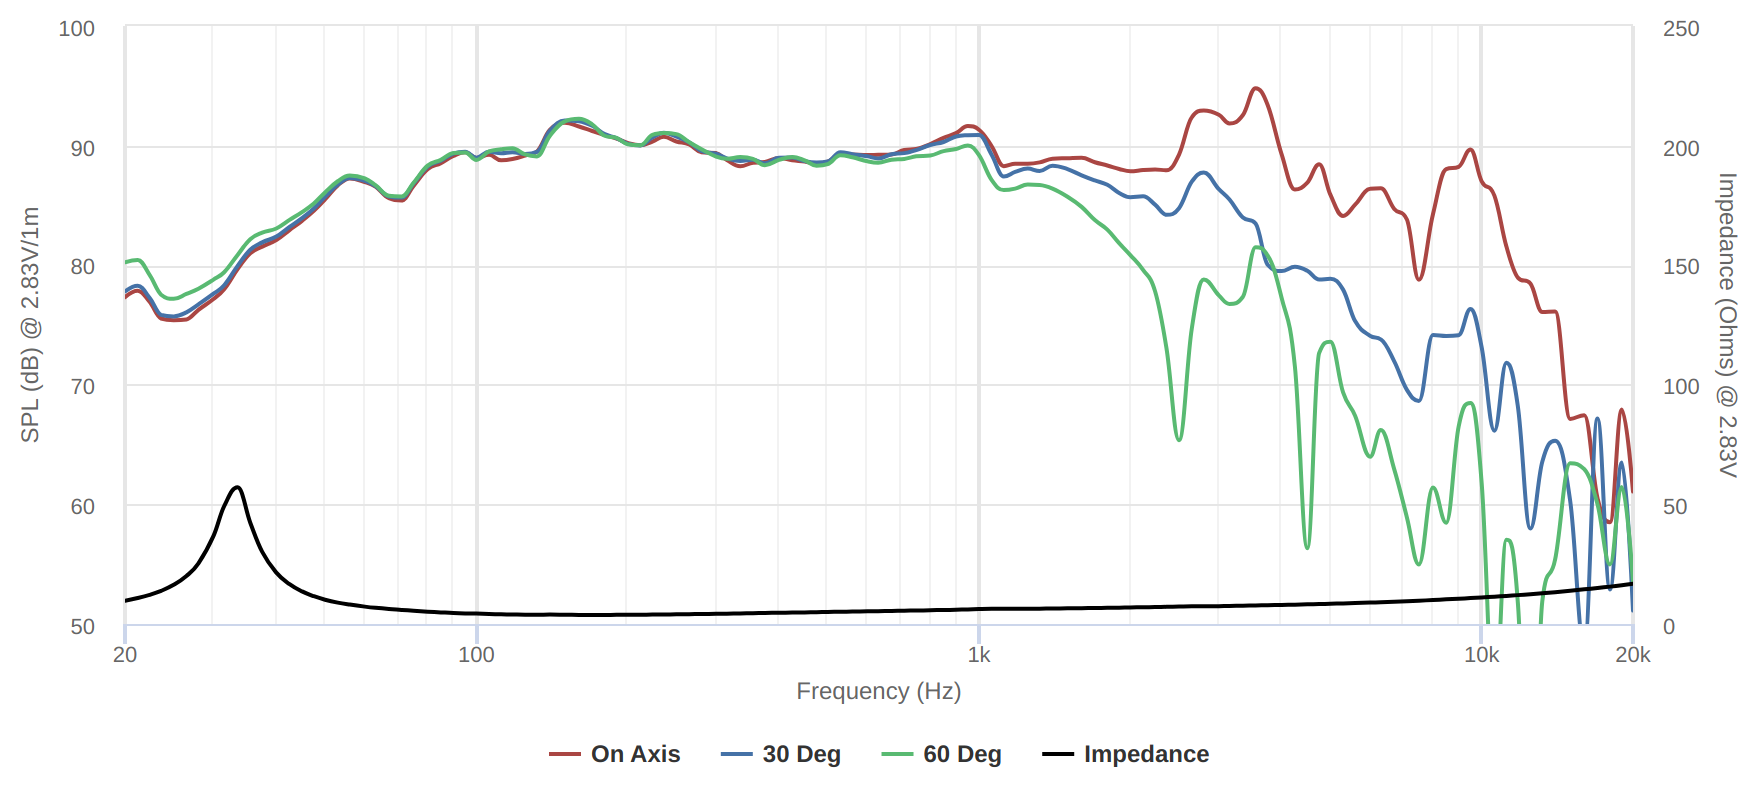 100
90
80
70
60
50
SPL (dB) @ 2.83V/1m
250
200
150
100
50
0
Impedance (Ohms) @ 2.83V
20
100
1k
10k
20k
Frequency (Hz)
On Axis
30 Deg
60 Deg
Impedance